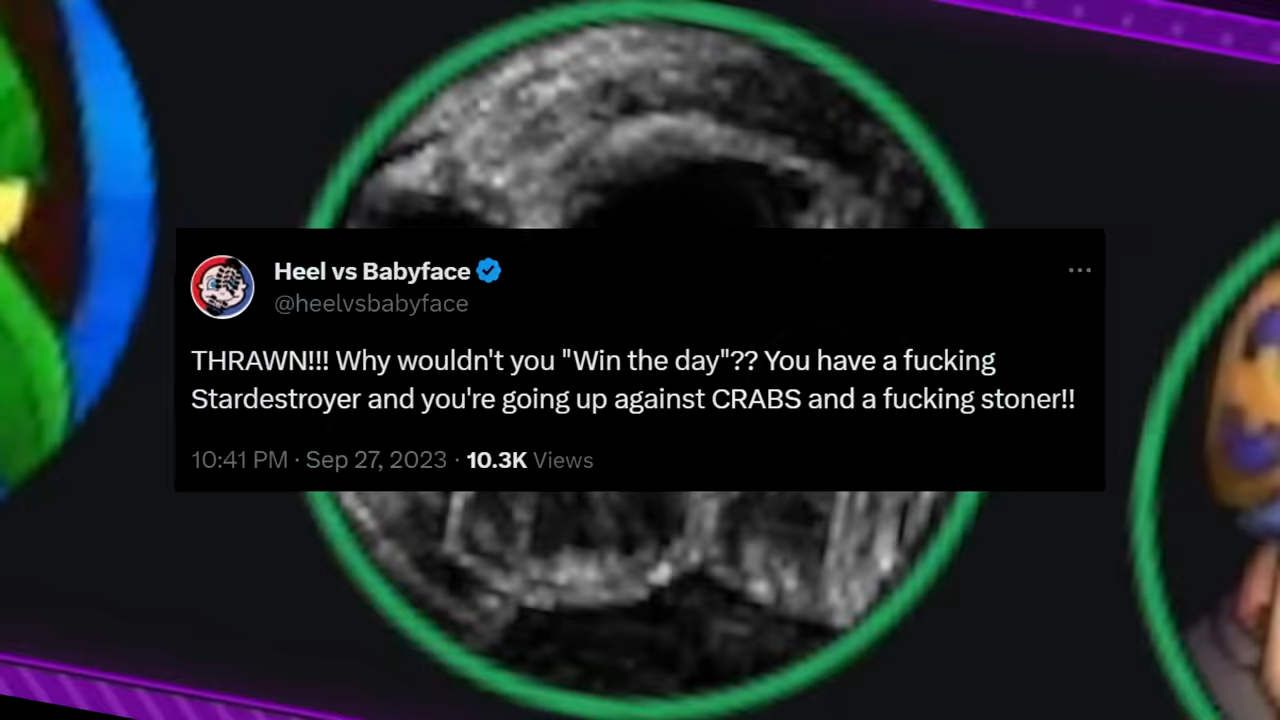 Heel vs Babyface
@heelvsbabyface
THRAWN!!! Why wouldn't you "Win the day"?? You have a fucking
Stardestroyer and you're going up against CRABS and a fucking stoner!!
10:41 PM · Sep 27, 2023 · 10.3K Views